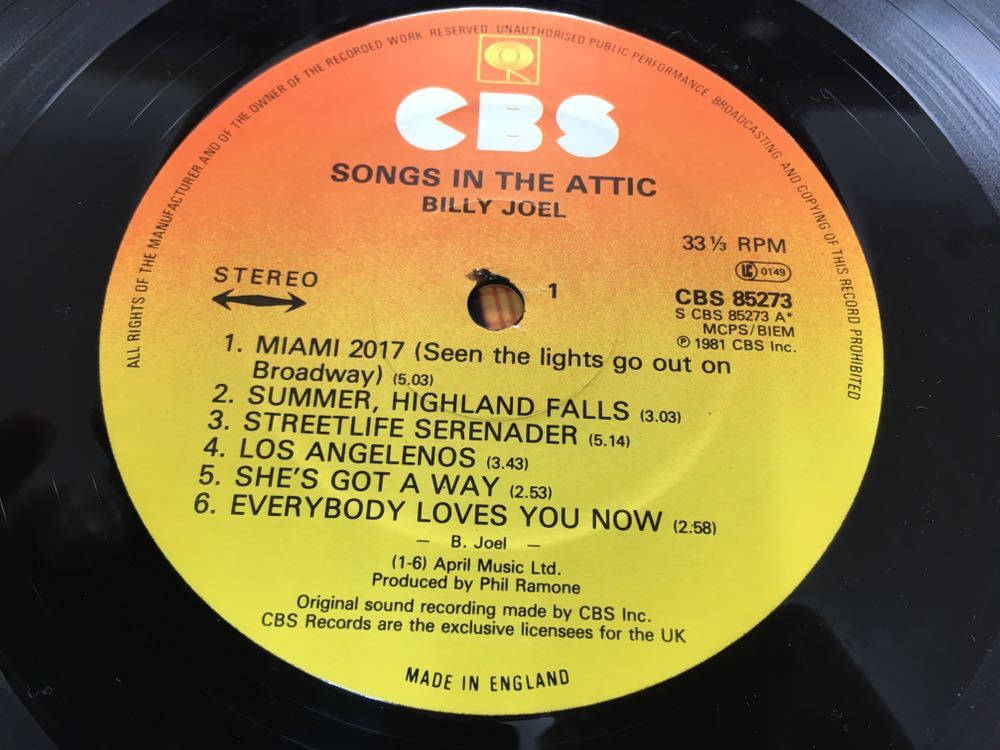 ALL RIGHTS OF THE MANUFACTURER AND OF THE OWNER OF THE RECORDED WORK RESERVED UNAUTHORISED PUBLIC PERFORMANCE BROADCASTING AND COPYING OF THIS RECORD PROHIBITED
CBS
SONGS IN THE ATTIC
BILLY JOEL
33 ⅓ RPM
STEREO
LC 0149
1
CBS 85273
S CBS 85273 A*
MCPS/BIEM
℗ 1981 CBS Inc.
1. MIAMI 2017 (Seen the lights go out on
Broadway) (5.03)
2. SUMMER, HIGHLAND FALLS (3.03)
3. STREETLIFE SERENADER (5.14)
4. LOS ANGELENOS (3.43)
5. SHE'S GOT A WAY (2.53)
6. EVERYBODY LOVES YOU NOW (2:58)
— B. Joel —
(1-6) April Music Ltd.
Produced by Phil Ramone
Original sound recording made by CBS Inc.
CBS Records are the exclusive licensees for the UK
MADE IN ENGLAND